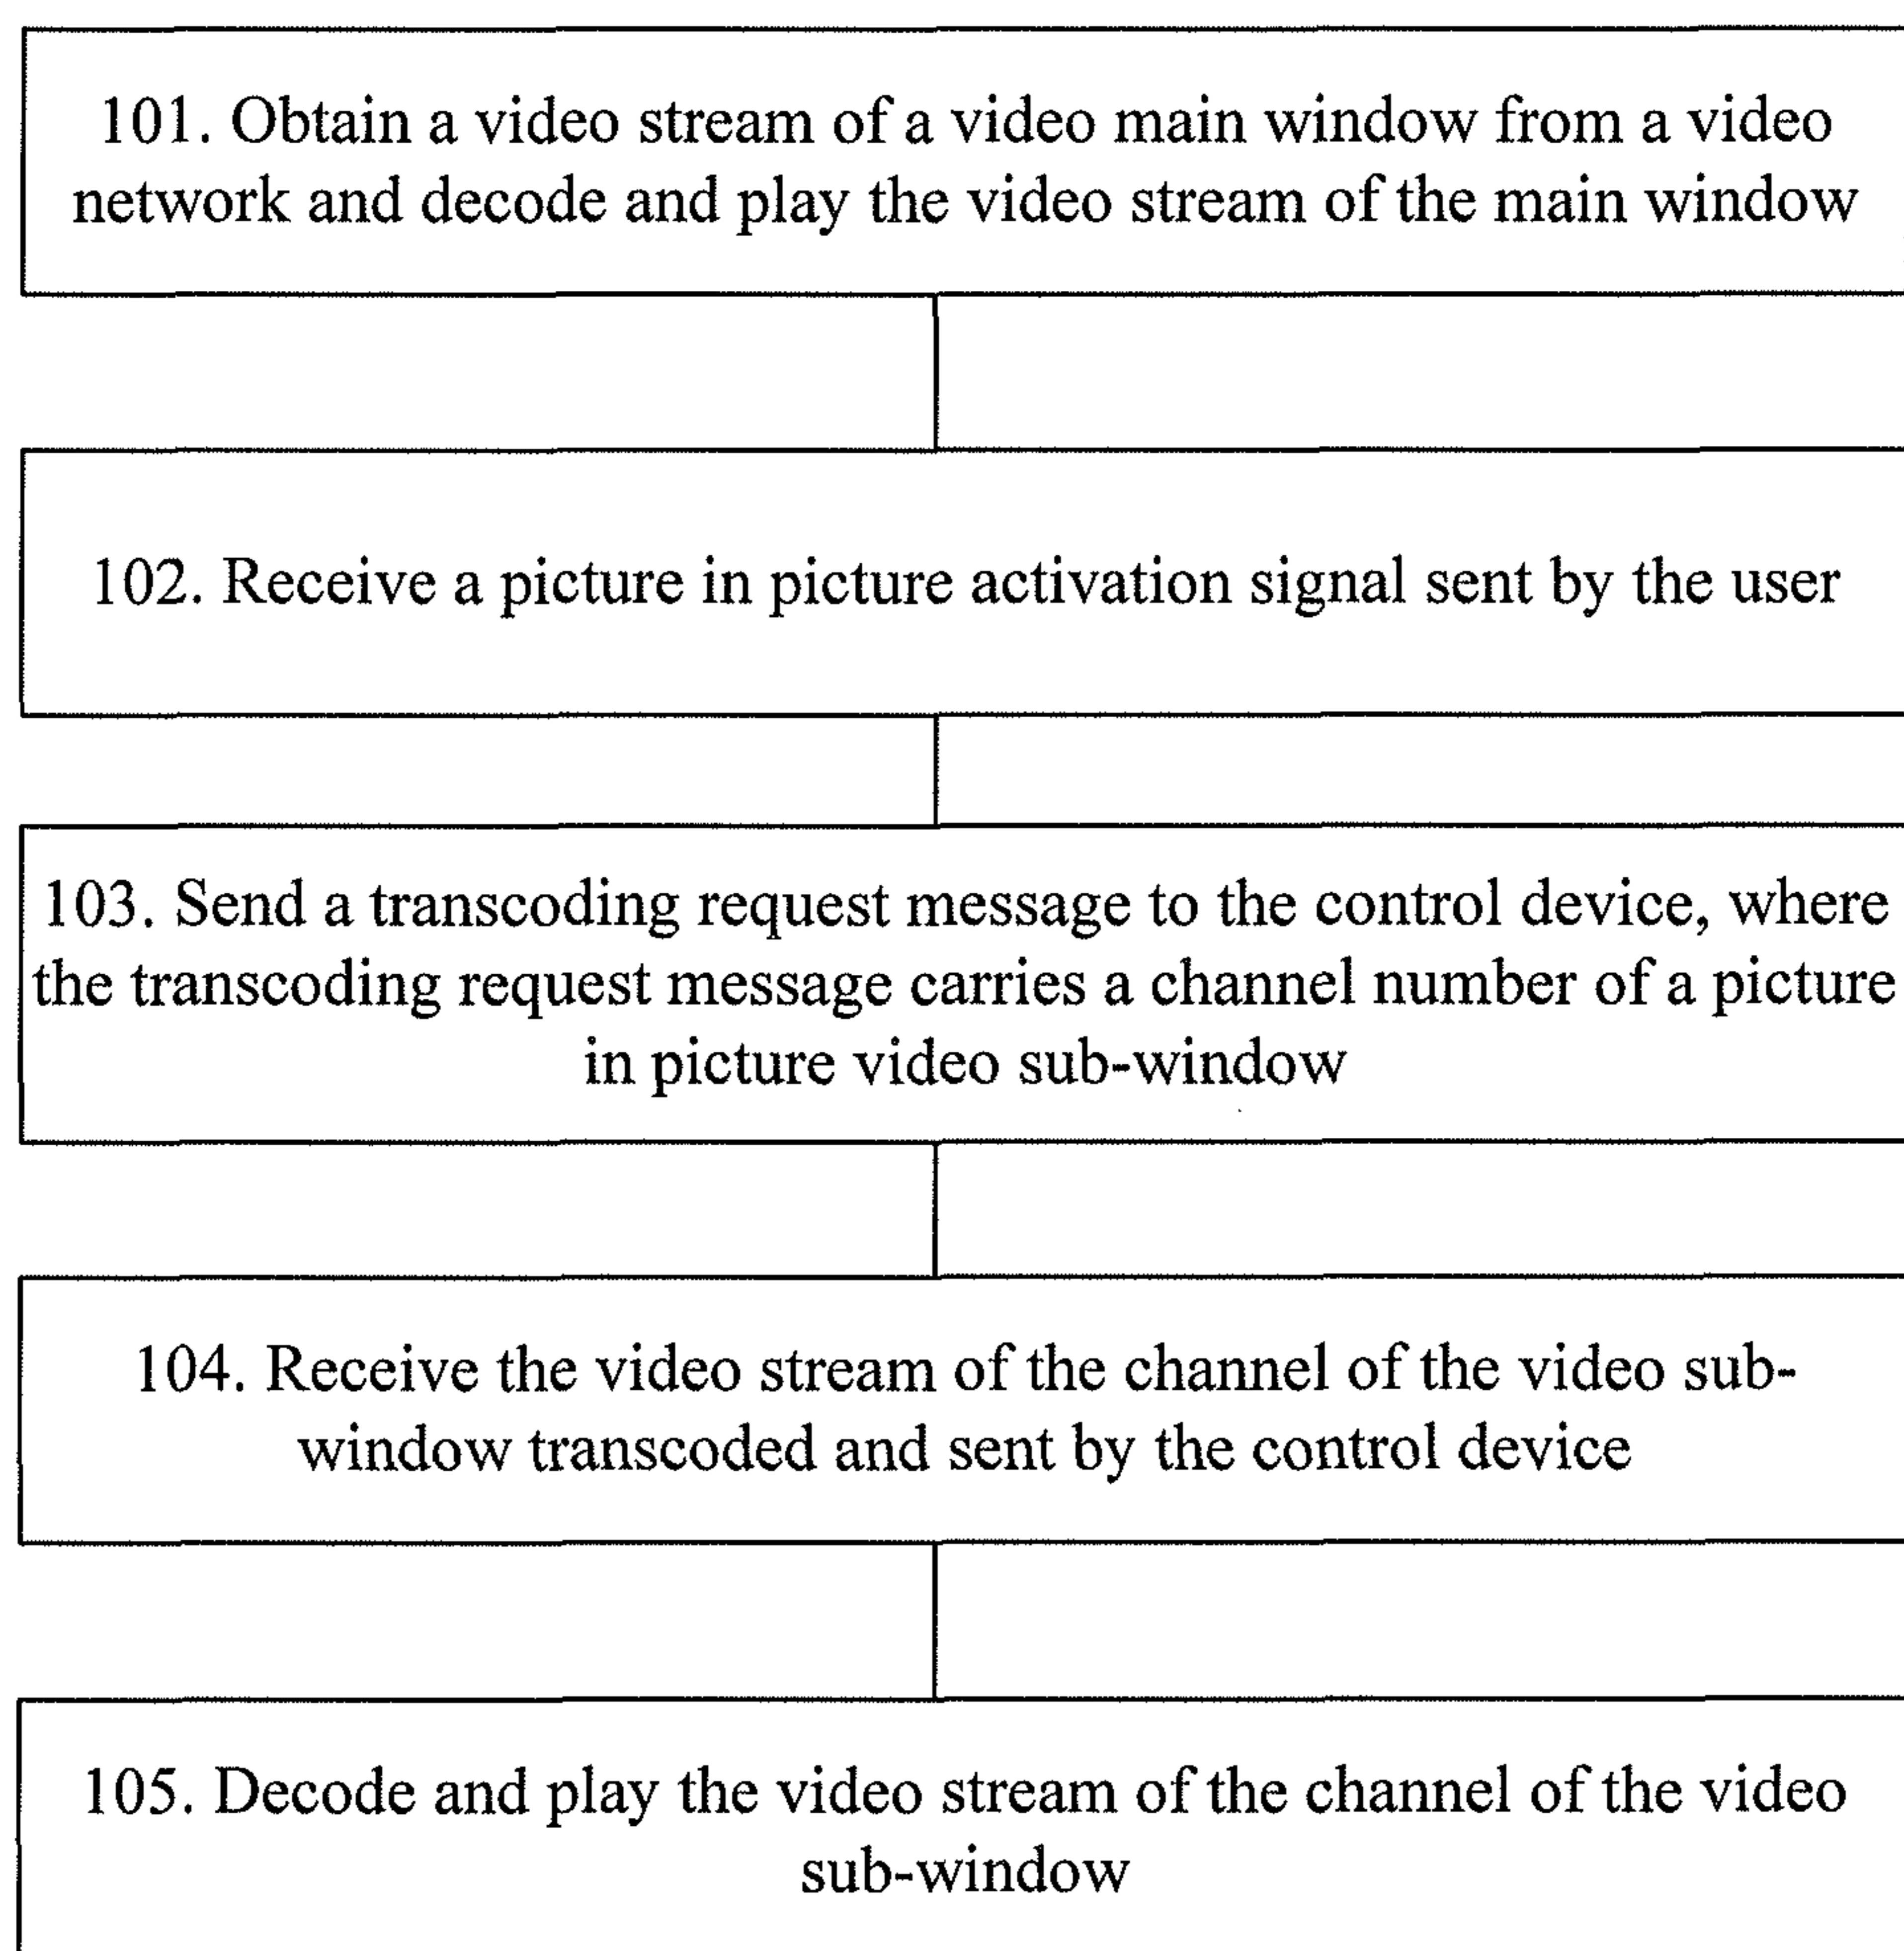 101. Obtain a video stream of a video main window from a video
network and decode and play the video stream of the main window
102. Receive a picture in picture activation signal sent by the user
103. Send a transcoding request message to the control device, where
the transcoding request message carries a channel number of a picture
in picture video sub-window
104. Receive the video stream of the channel of the video sub-
window transcoded and sent by the control device
105. Decode and play the video stream of the channel of the video
sub-window